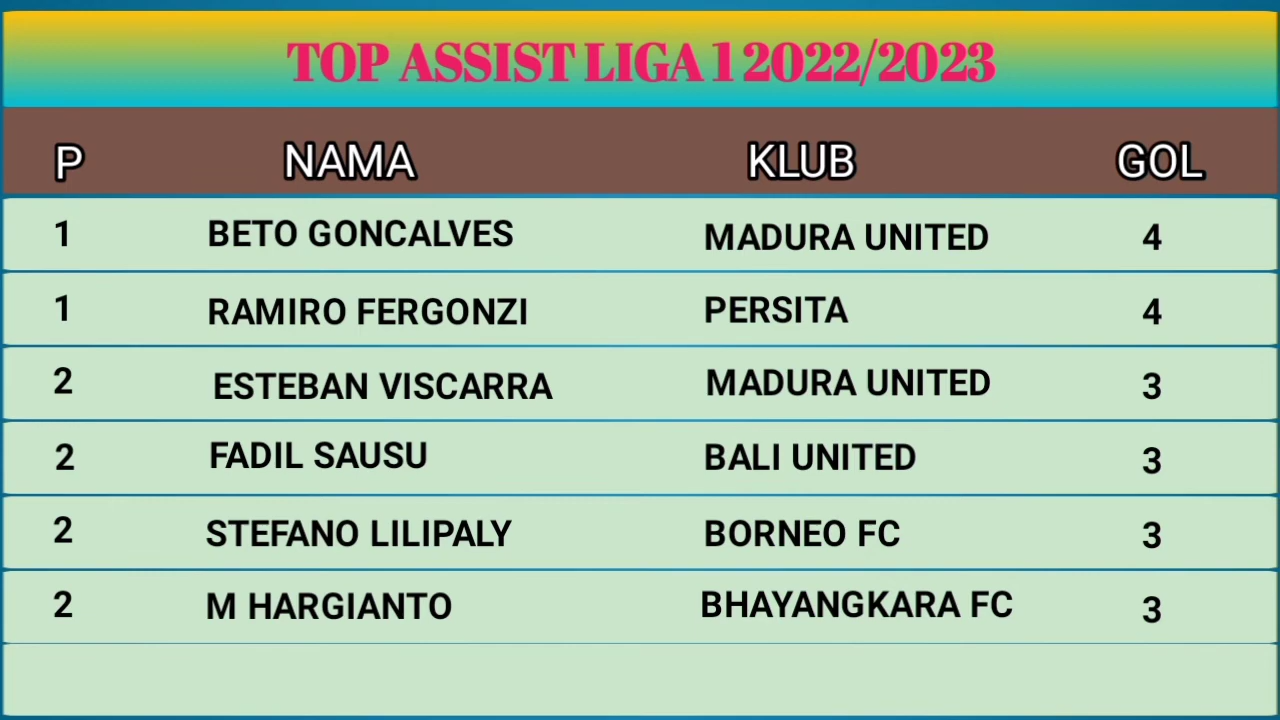 TOP ASSIST LIGA 1 2022/2023
P NAMA KLUB GOL
1 BETO GONCALVES MADURA UNITED 4
1 RAMIRO FERGONZI PERSITA 4
2 ESTEBAN VISCARRA MADURA UNITED 3
2 FADIL SAUSU BALI UNITED 3
2 STEFANO LILIPALY BORNEO FC 3
2 M HARGIANTO BHAYANGKARA FC 3